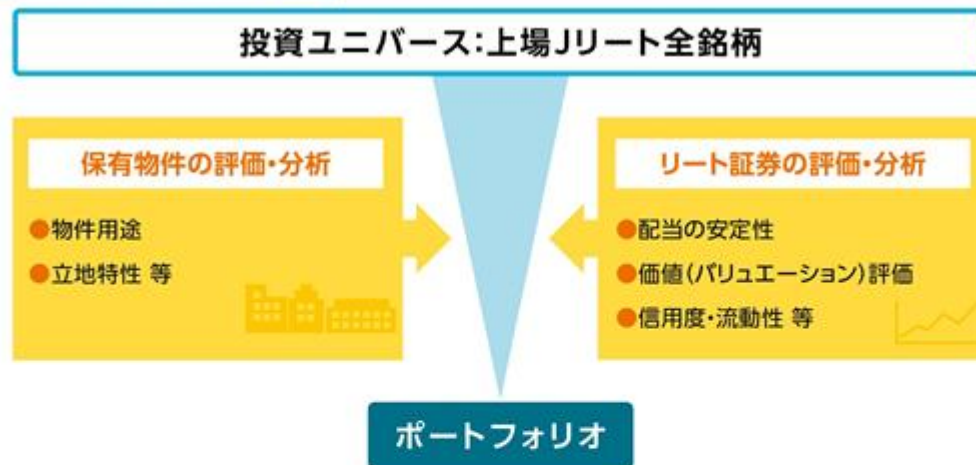 投資ユニバース：上場Jリート全銘柄
保有物件の評価・分析
●物件用途
●立地特性 等
リート証券の評価・分析
●配当の安定性
●価値（バリュエーション）評価
●信用度・流動性 等
ポートフォリオ